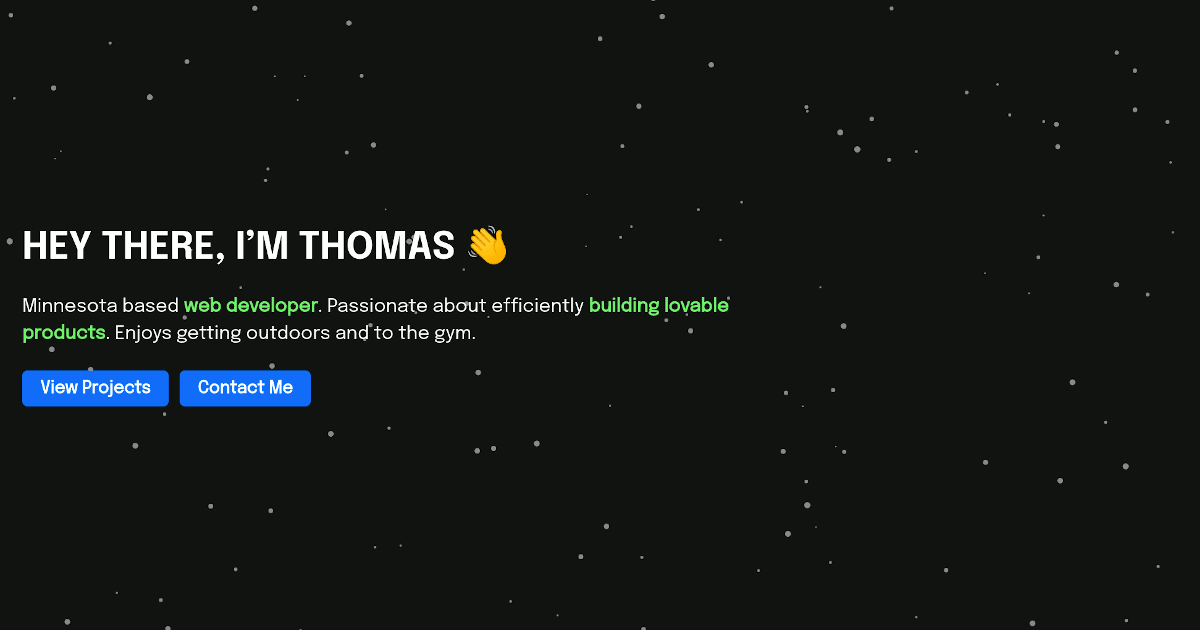 HEY THERE, I’M THOMAS 👋
Minnesota based web developer. Passionate about efficiently building lovable
products. Enjoys getting outdoors and to the gym.
View Projects
Contact Me